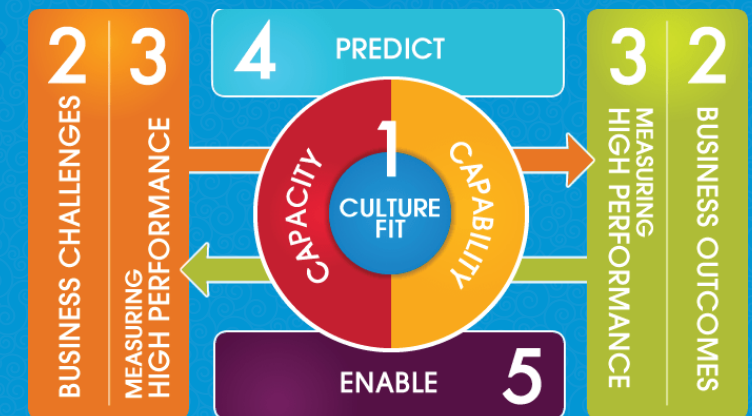 2
BUSINESS CHALLENGES
3
MEASURING
HIGH PERFORMANCE
4
PREDICT
1
CULTURE
FIT
CAPACITY
CAPABILITY
ENABLE
5
3
MEASURING
HIGH PERFORMANCE
2
BUSINESS OUTCOMES